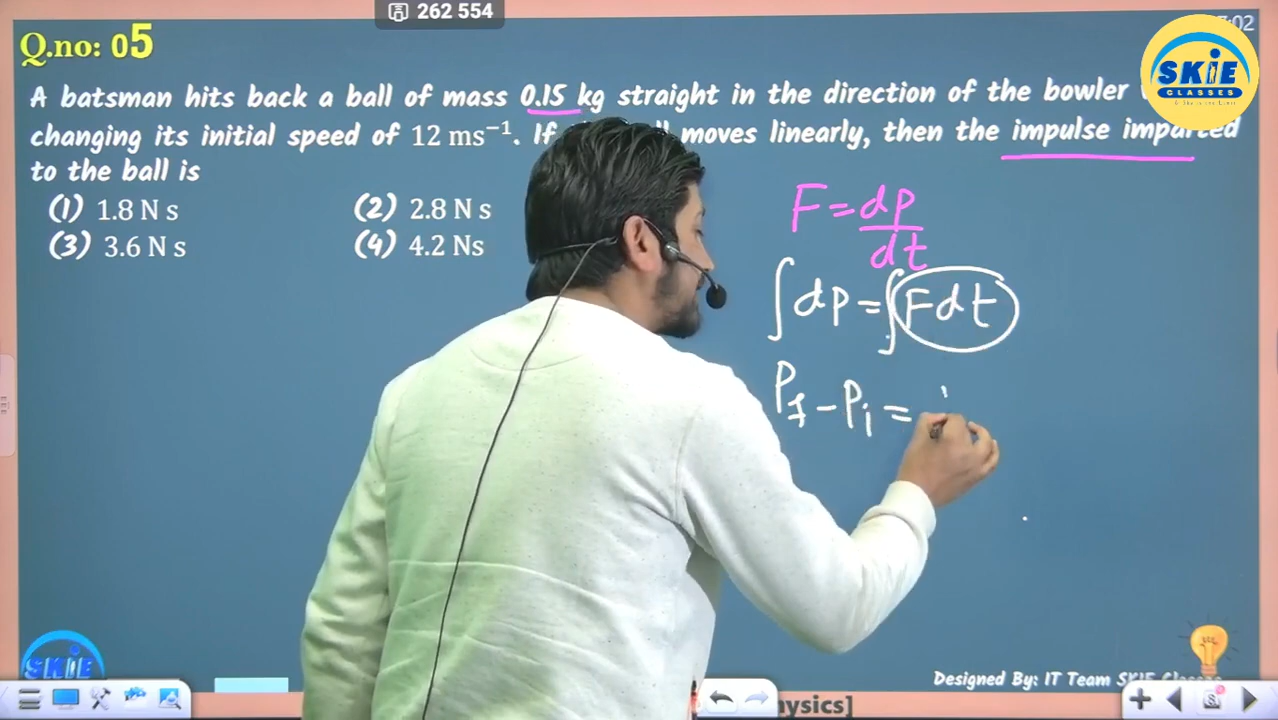 262 554
:02
Q.no: 05
SKiE
CLASSES
A batsman hits back a ball of mass 0.15 kg straight in the direction of the bowler
changing its initial speed of 12 ms⁻¹. If moves linearly, then the impulse imparted
to the ball is
(1) 1.8 N s (2) 2.8 N s
(3) 3.6 N s (4) 4.2 Ns
F = dp/dt
∫dp = ∫Fdt
Pf - Pi =
SKiE
Designed By: IT Team SKIE Classes
ysics]